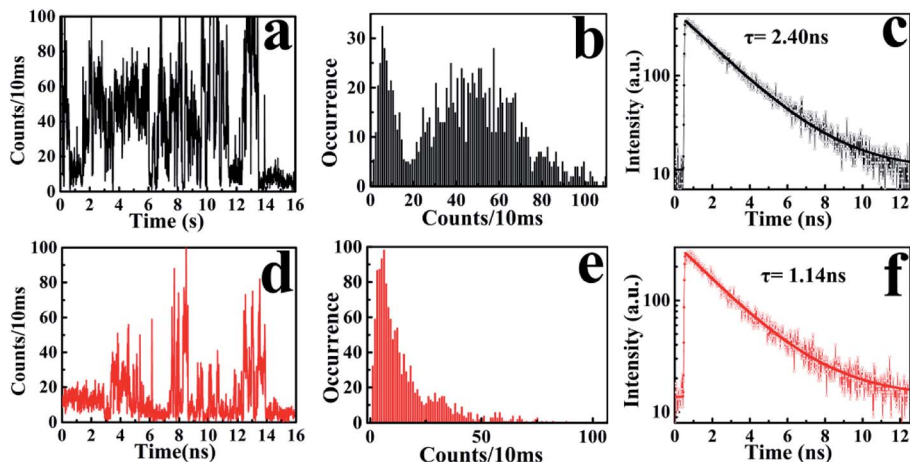 a
Counts/10ms
100
80
60
40
20
0
0 2 4 6 8 10 12 14 16
Time (s)
b
Occurrence
30
20
10
0
0 20 40 60 80 100
Counts/10ms
c
τ= 2.40ns
Intensity (a.u.)
100
10
0 2 4 6 8 10 12
Time (ns)
d
Counts/10ms
100
80
60
40
20
0
0 2 4 6 8 10 12 14 16
Time(ns)
e
Occurrence
100
80
60
40
20
0
0 50 100
Counts/10ms
f
τ= 1.14ns
Intensity (a.u.)
100
10
0 2 4 6 8 10 12
Time (ns)